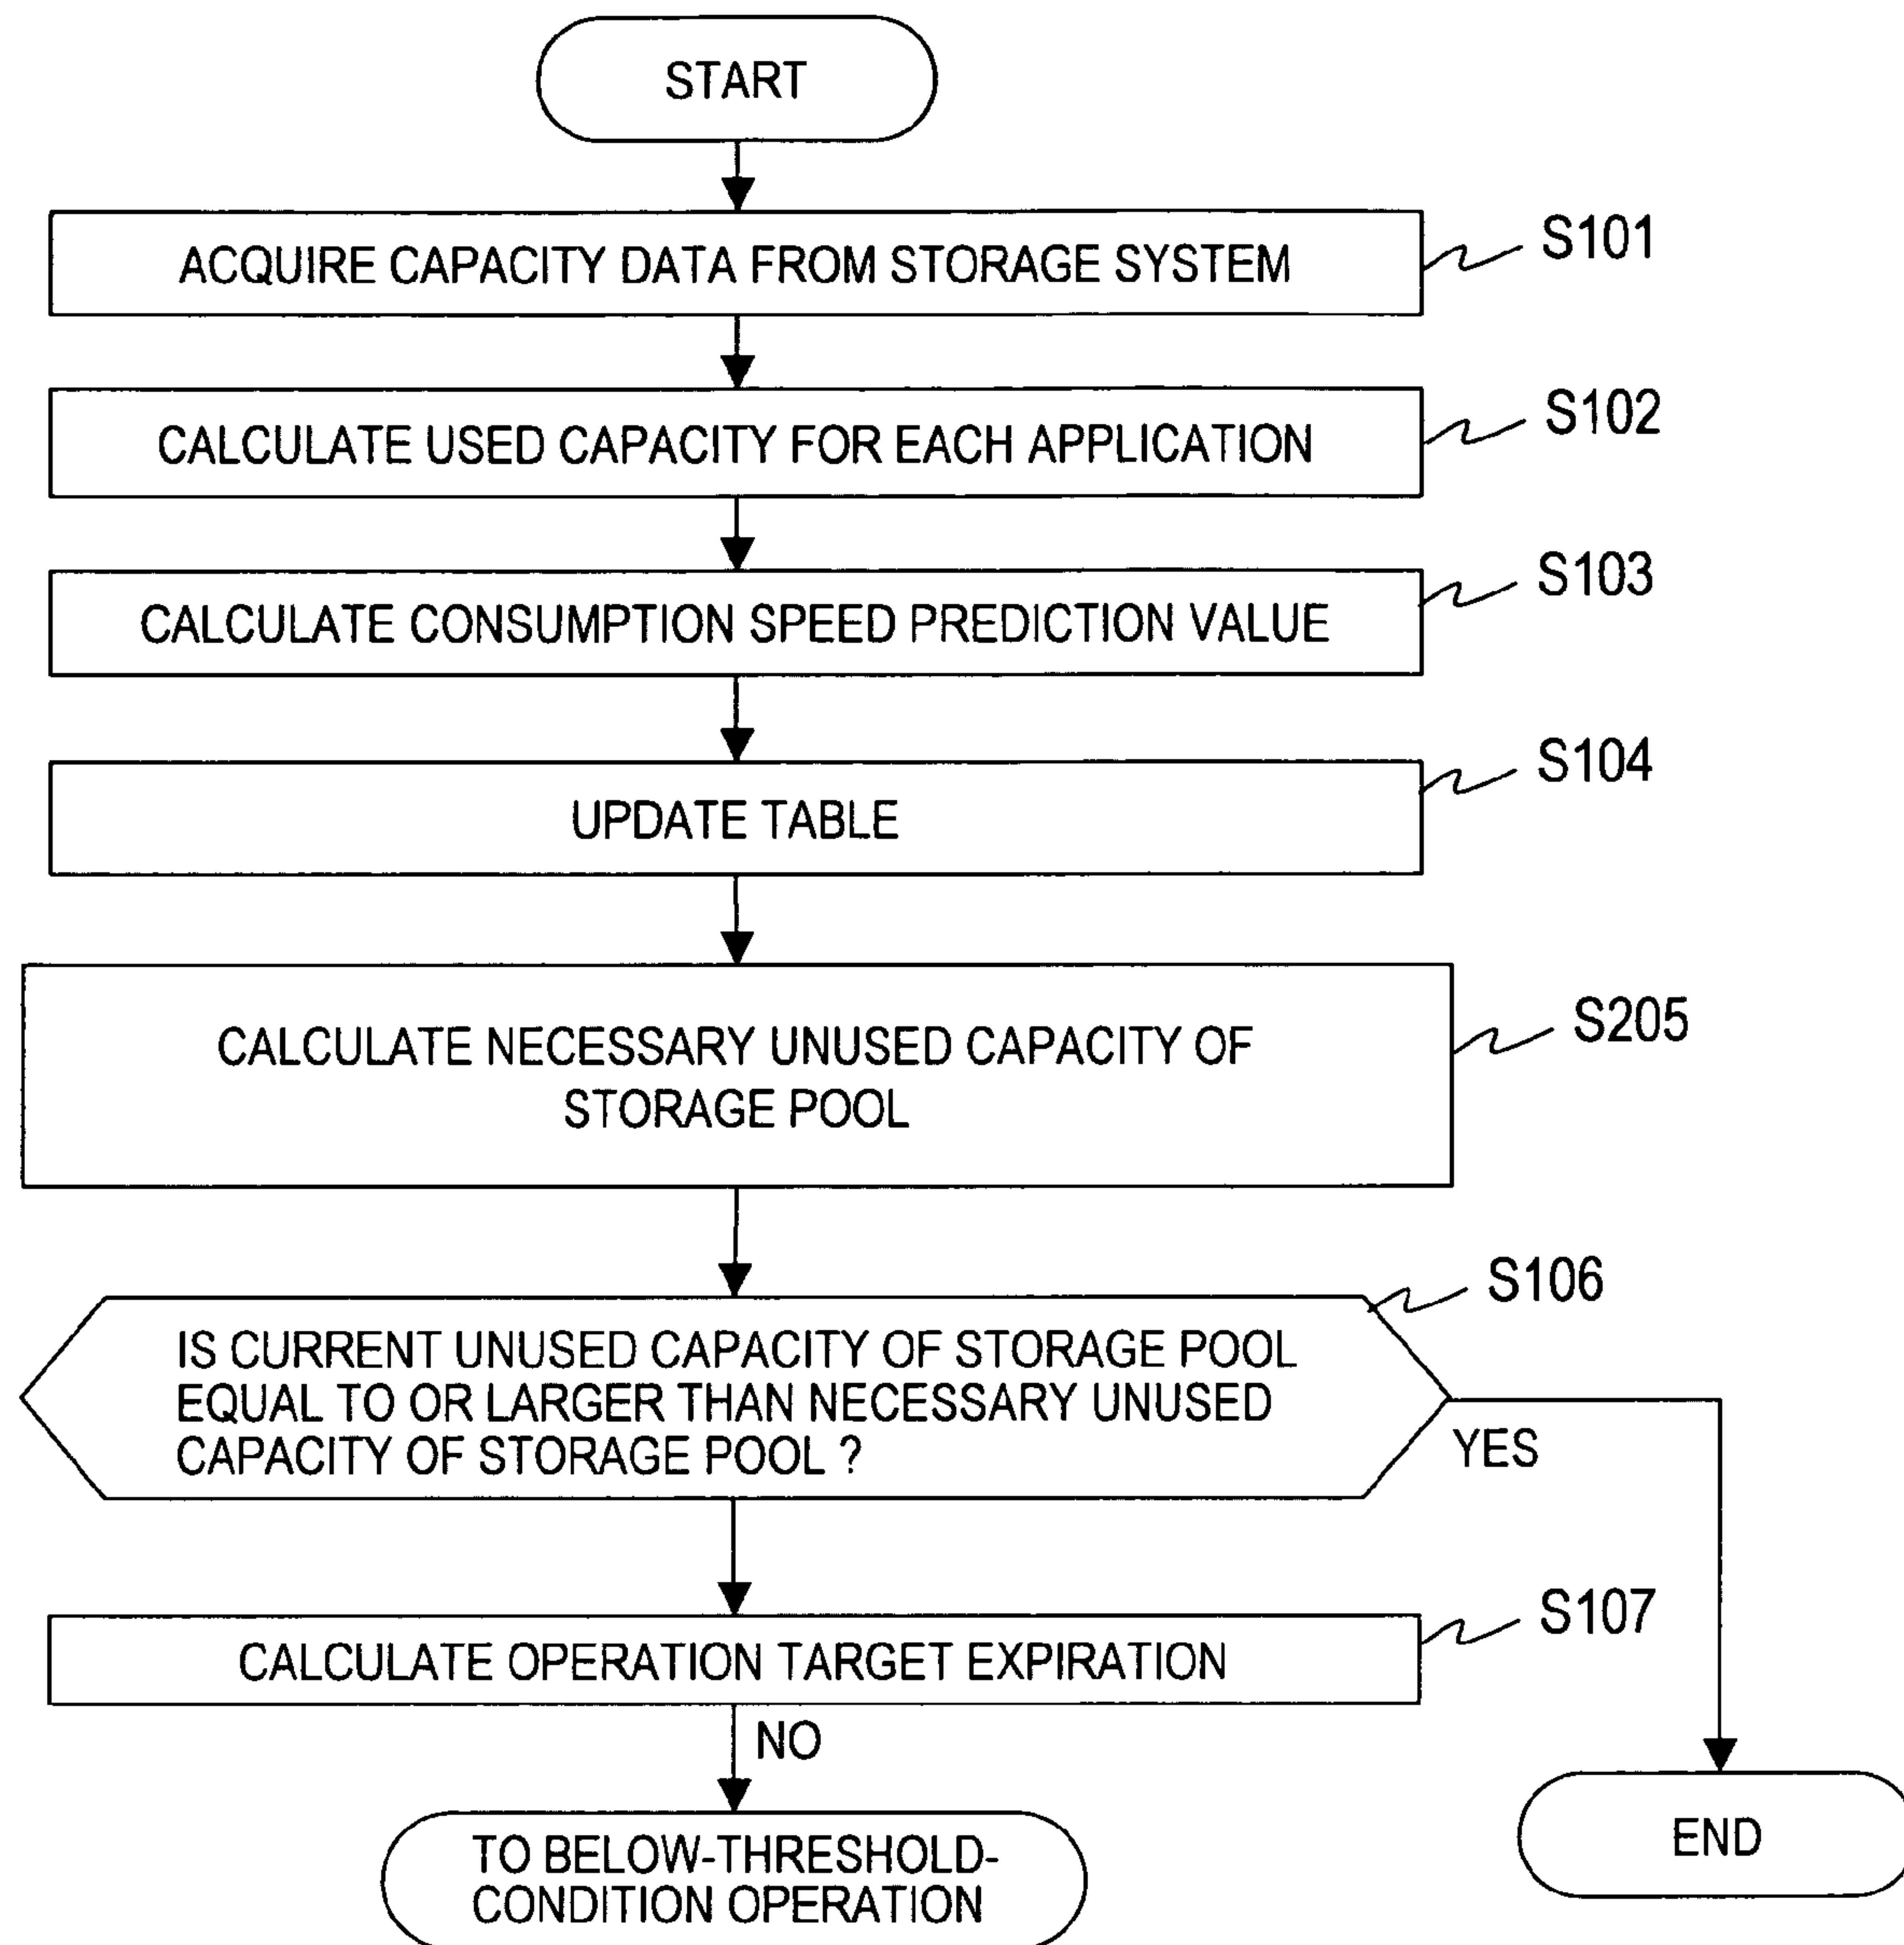 START
ACQUIRE CAPACITY DATA FROM STORAGE SYSTEM
S101
CALCULATE USED CAPACITY FOR EACH APPLICATION
S102
CALCULATE CONSUMPTION SPEED PREDICTION VALUE
S103
UPDATE TABLE
S104
CALCULATE NECESSARY UNUSED CAPACITY OF
STORAGE POOL
S205
IS CURRENT UNUSED CAPACITY OF STORAGE POOL
EQUAL TO OR LARGER THAN NECESSARY UNUSED
CAPACITY OF STORAGE POOL ?
S106
YES
CALCULATE OPERATION TARGET EXPIRATION
S107
NO
TO BELOW-THRESHOLD-
CONDITION OPERATION
END